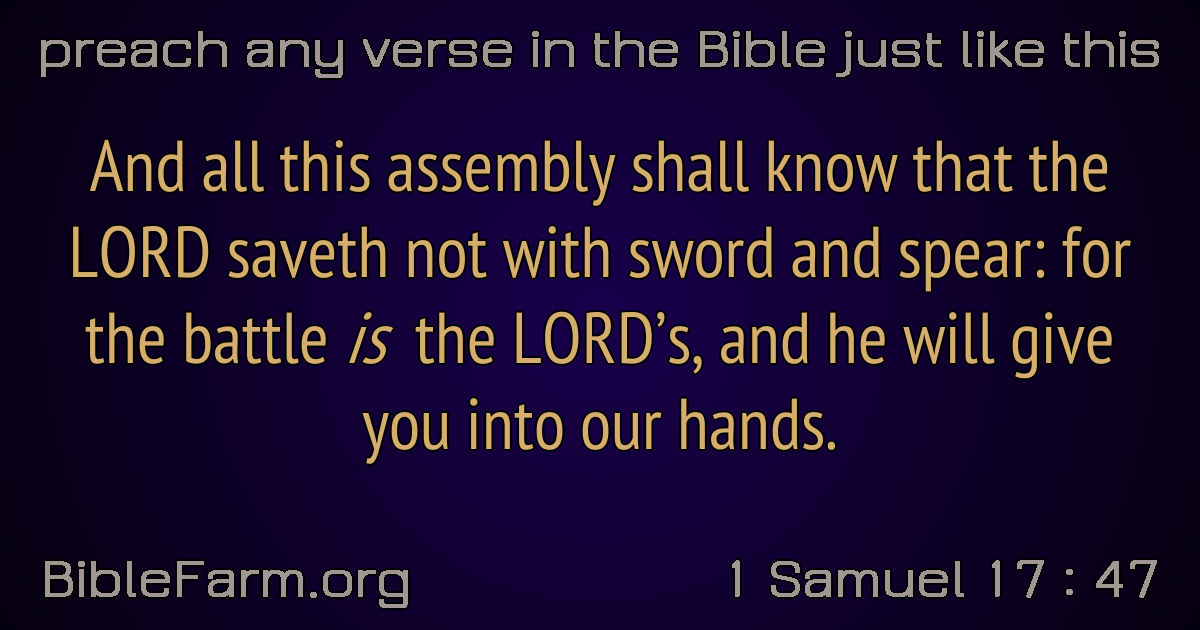 preach any verse in the Bible just like this
And all this assembly shall know that the
LORD saveth not with sword and spear: for
the battle is the LORD’s, and he will give
you into our hands.
BibleFarm.org
1 Samuel 17 : 47